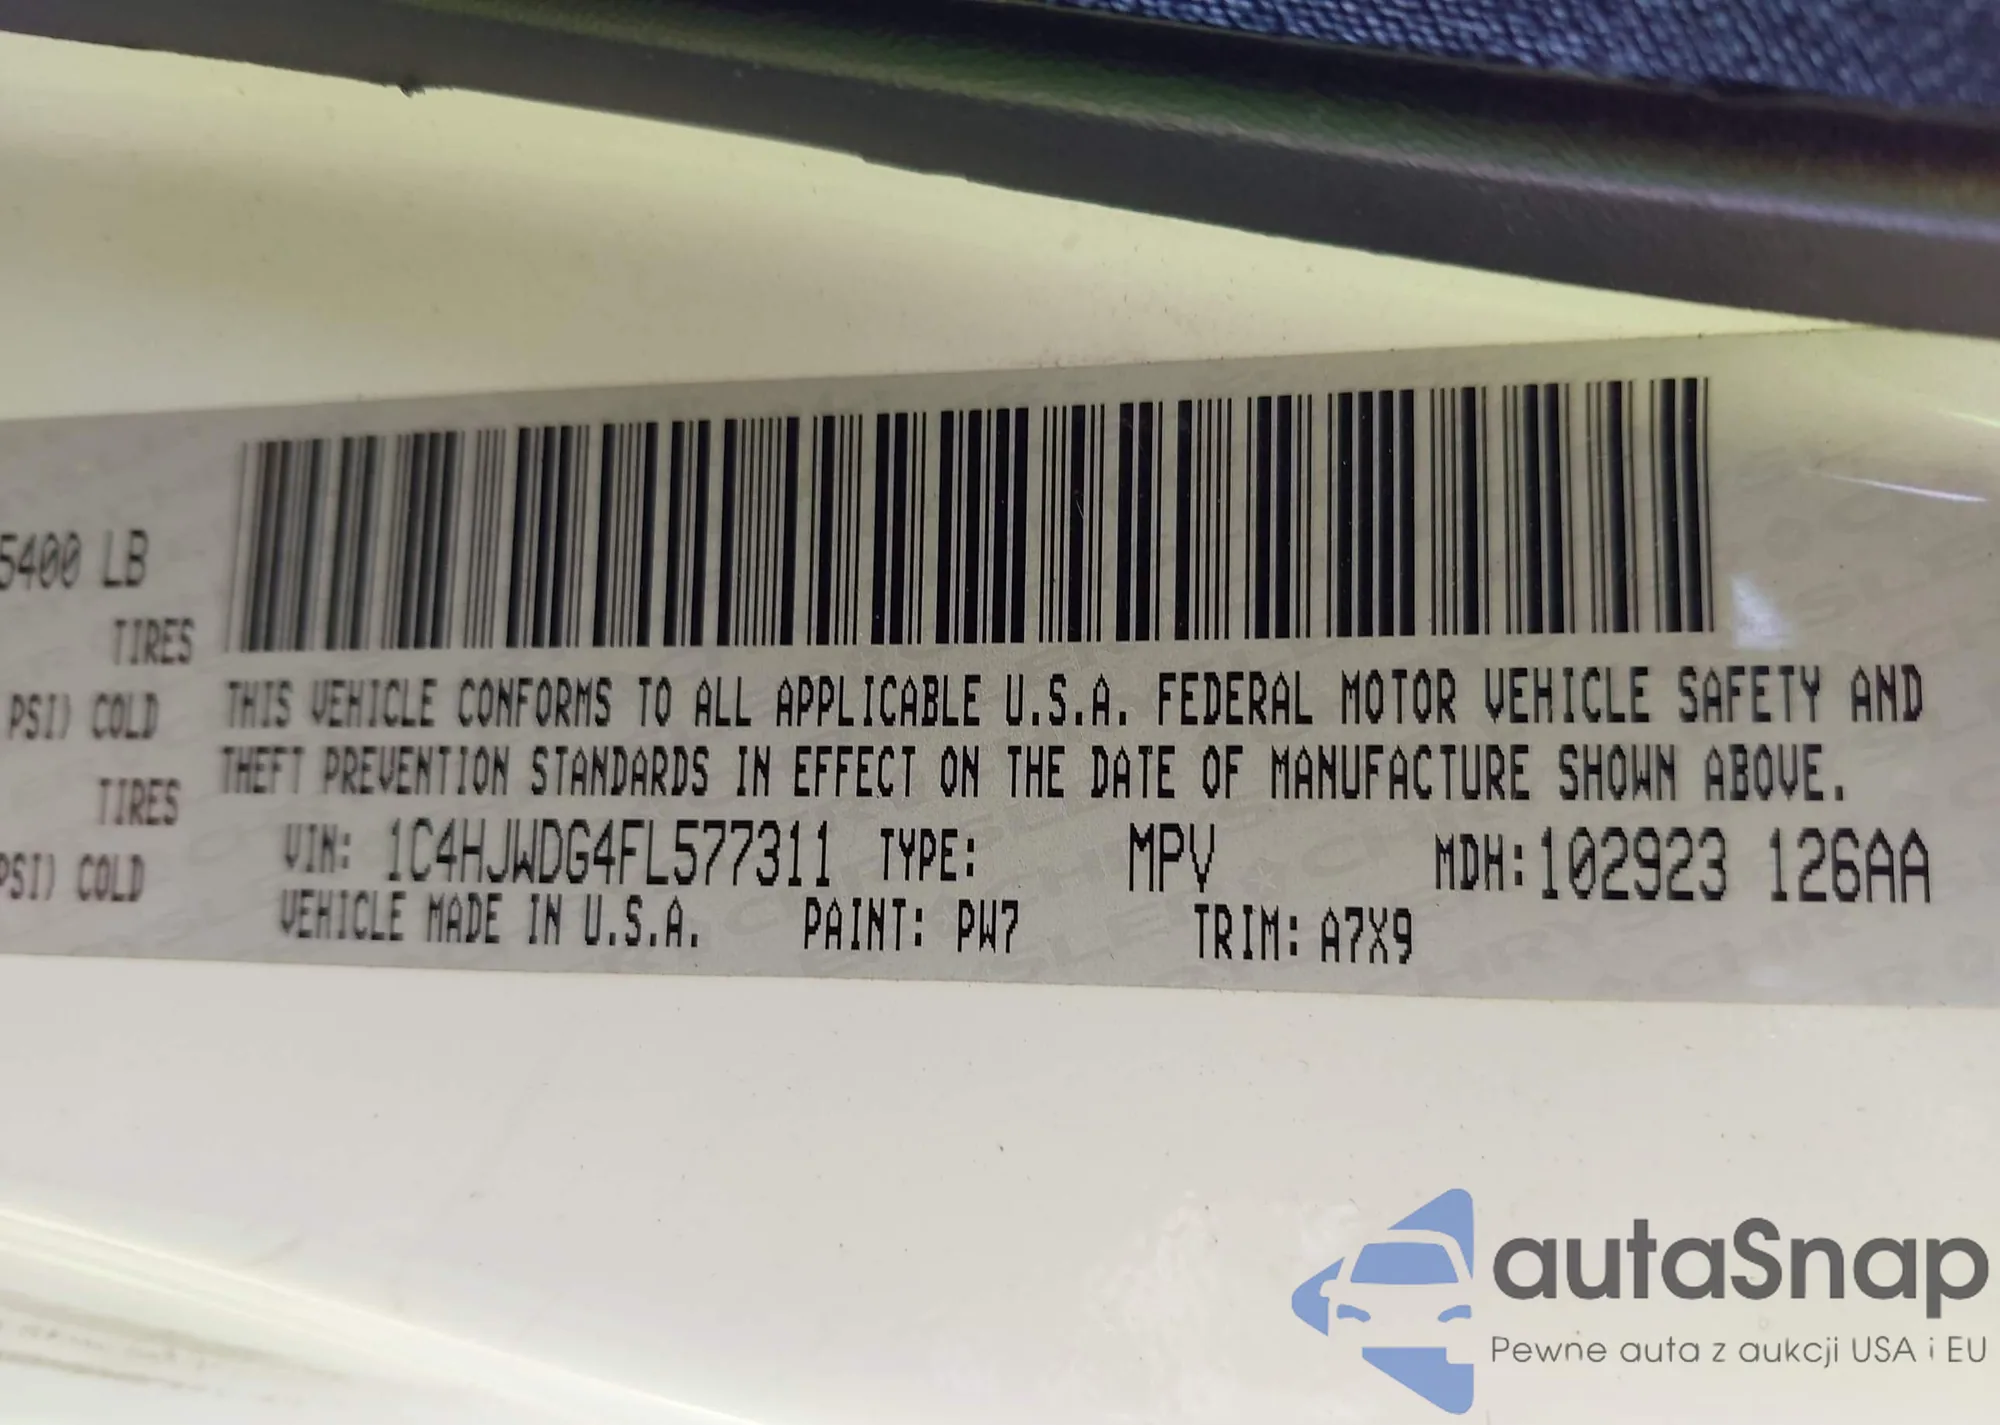 5400 LB
TIRES
PSI) COLD
TIRES
PSI) COLD
THIS VEHICLE CONFORMS TO ALL APPLICABLE U.S.A. FEDERAL MOTOR VEHICLE SAFETY AND
THEFT PREVENTION STANDARDS IN EFFECT ON THE DATE OF MANUFACTURE SHOWN ABOVE.
VIN: 1C4HJWDG4FL577311 TYPE: MPV MDH: 102923 126AA
VEHICLE MADE IN U.S.A. PAINT: PW7 TRIM: A7X9
autaSnap
Pewne auta z aukcji USA i EU